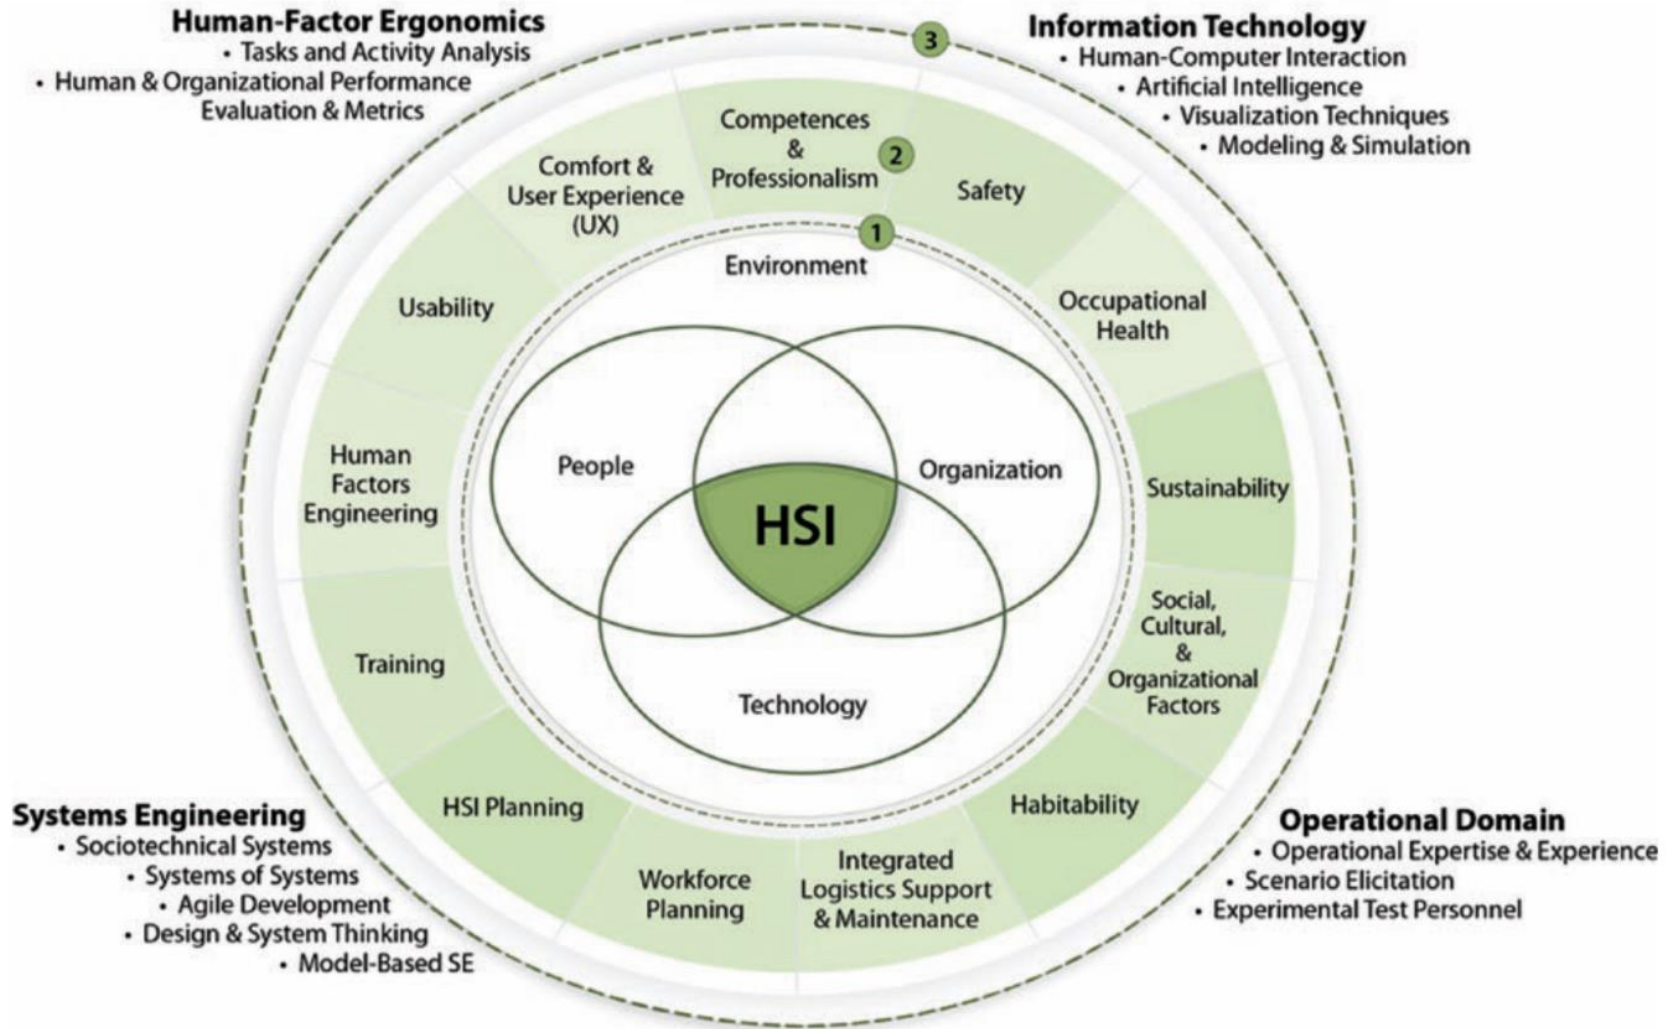 Human-Factor Ergonomics
• Tasks and Activity Analysis
• Human & Organizational Performance
Evaluation & Metrics
Information Technology
• Human-Computer Interaction
• Artificial Intelligence
• Visualization Techniques
• Modeling & Simulation
3
Competences
&
Professionalism
2
Safety
Comfort &
User Experience
(UX)
1
Environment
Usability
Occupational
Health
Human
Factors
Engineering
People
Organization
HSI
Sustainability
Training
Technology
Social,
Cultural,
&
Organizational
Factors
HSI Planning
Workforce
Planning
Integrated
Logistics Support
& Maintenance
Habitability
Systems Engineering
• Sociotechnical Systems
• Systems of Systems
• Agile Development
• Design & System Thinking
• Model-Based SE
Operational Domain
• Operational Expertise & Experience
• Scenario Elicitation
• Experimental Test Personnel